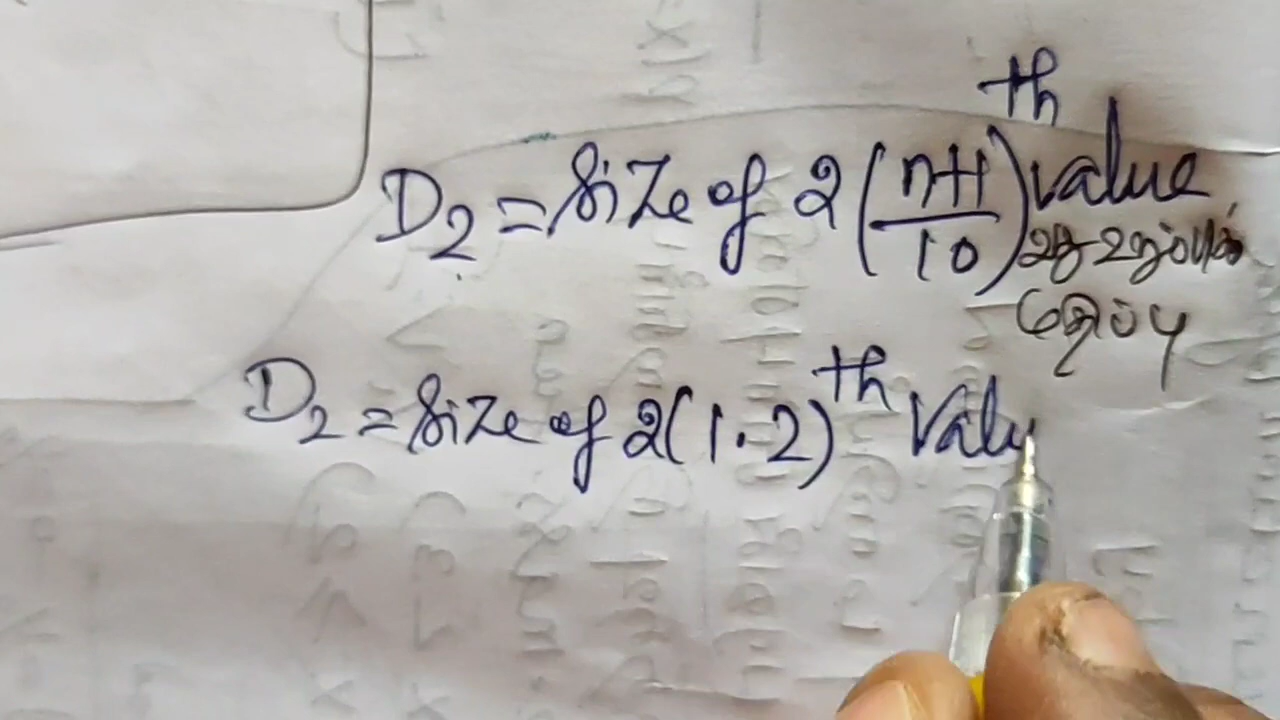 D₂ = Size of 2 (n+1/10)th value
D₂ = Size of 2(1.2)th Valu